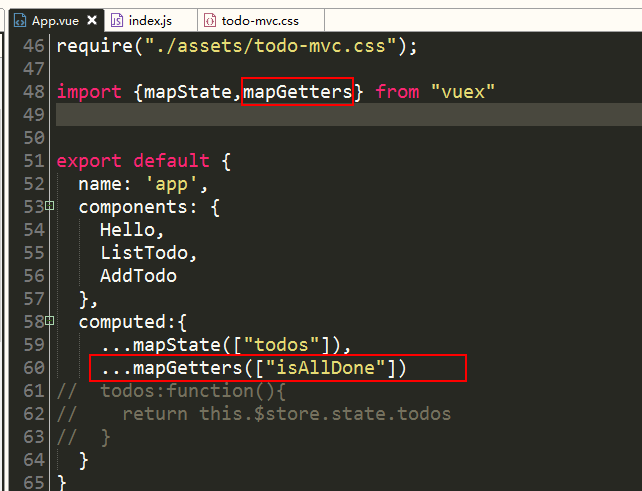 App.vue × index.js todo-mvc.css
46 require("./assets/todo-mvc.css");
47
48 import {mapState,mapGetters} from "vuex"
49
50
51 export default {
52   name: 'app',
53   components: {
54     Hello,
55     ListTodo,
56     AddTodo
57   },
58   computed:{
59     ...mapState(["todos"]),
60     ...mapGetters(["isAllDone"])
61 //  todos:function(){
62 //    return this.$store.state.todos
63 //  }
64   }
65 }